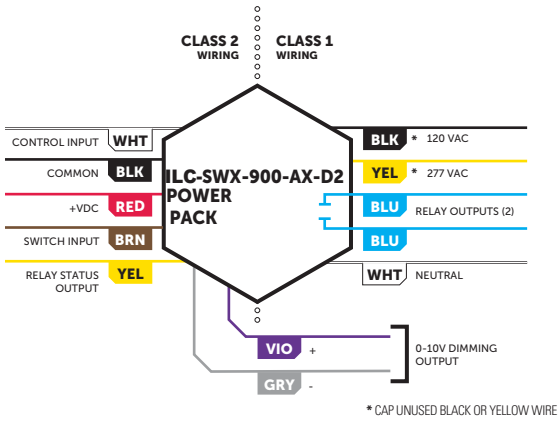 CLASS 2 WIRING
CLASS 1 WIRING
CONTROL INPUT WHT
COMMON BLK
+VDC RED
SWITCH INPUT BRN
RELAY STATUS OUTPUT YEL
ILC-SWX-900-AX-D2
POWER
PACK
BLK * 120 VAC
YEL * 277 VAC
BLU RELAY OUTPUTS (2)
BLU
WHT NEUTRAL
VIO +
GRY -
0-10V DIMMING
OUTPUT
* CAP UNUSED BLACK OR YELLOW WIRE